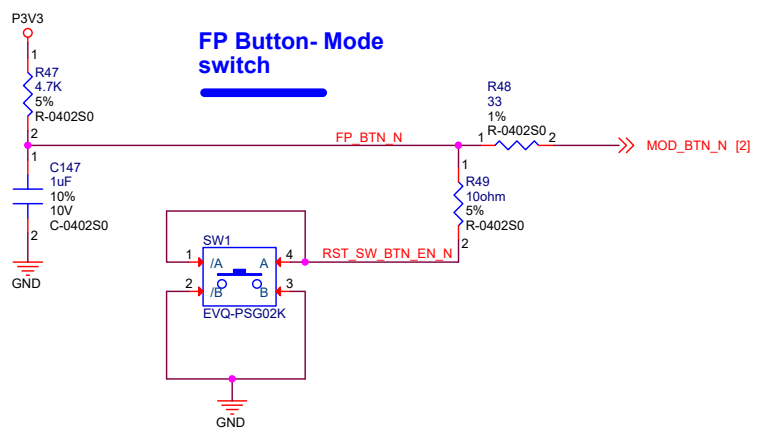 P3V3
FP Button- Mode
switch
1
R47
4.7K
5%
R-0402S0
2
R48
33
1%
R-0402S0
FP_BTN_N
1
2
MOD_BTN_N [2]
1
C147
1uF
10%
10V
C-0402S0
2
GND
1
R49
10ohm
5%
R-0402S0
2
SW1
1 /A A 4
RST_SW_BTN_EN_N
2 /B B 3
EVQ-PSG02K
GND